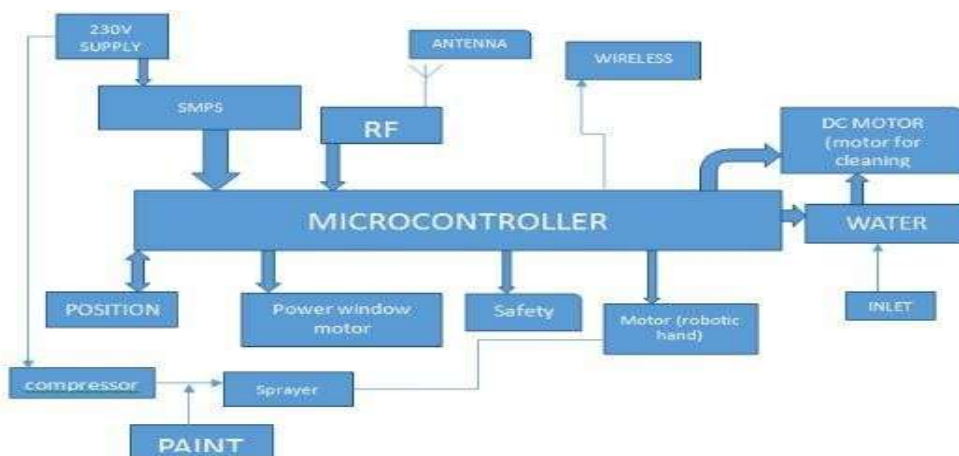 230V
SUPPLY
ANTENNA
WIRELESS
SMPS
RF
DC MOTOR
(motor for
cleaning
MICROCONTROLLER
WATER
POSITION
Power window
motor
Safety
Motor (robotic
hand)
INLET
compressor
Sprayer
PAINT